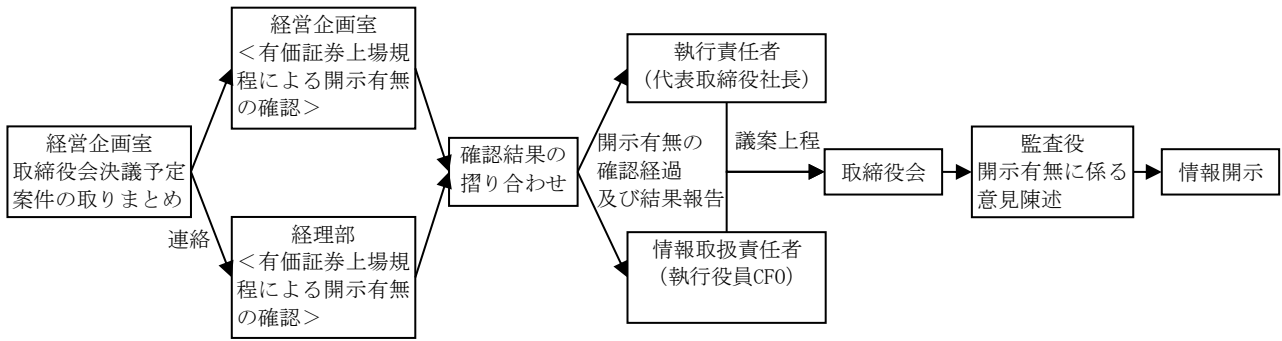 経営企画室
取締役会決議予定
案件の取りまとめ
連絡
経営企画室
＜有価証券上場規
程による開示有無
の確認＞
経理部
＜有価証券上場規
程による開示有無
の確認＞
確認結果の
摺り合わせ
開示有無の
確認経過
及び結果報告
執行責任者
（代表取締役社長）
情報取扱責任者
（執行役員CFO）
議案上程
取締役会
監査役
開示有無に係る
意見陳述
情報開示